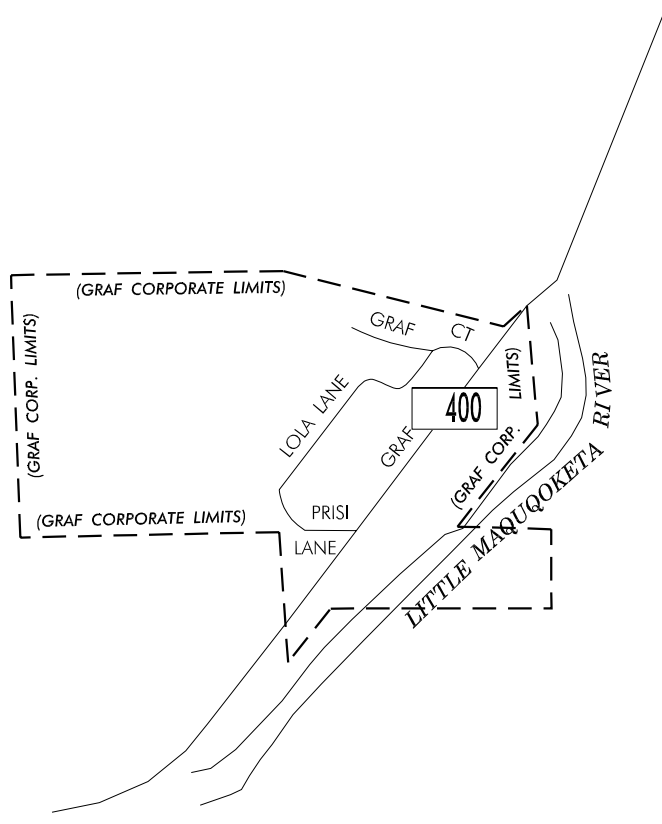 (GRAF CORPORATE LIMITS)
(GRAF CORP. LIMITS)
GRAF CT
LOLA LANE
400
GRAF
(GRAF CORP. LIMITS)
LITTLE MAQUQOKETA RIVER
(GRAF CORPORATE LIMITS)
PRISI
LANE